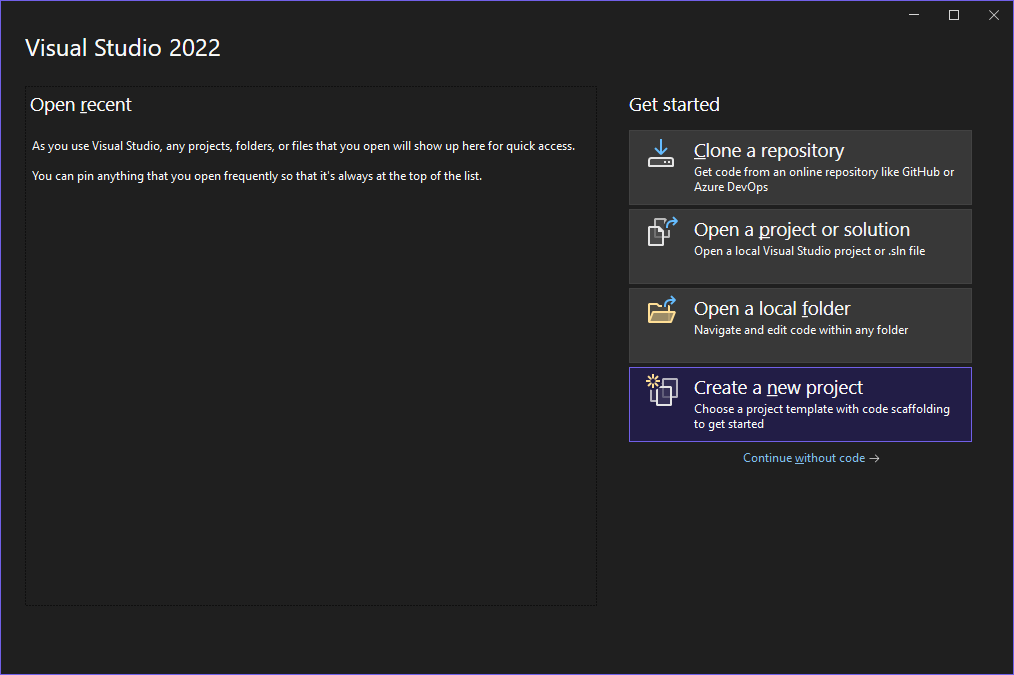 Visual Studio 2022
Open recent
As you use Visual Studio, any projects, folders, or files that you open will show up here for quick access.
You can pin anything that you open frequently so that it's always at the top of the list.
Get started
Clone a repository
Get code from an online repository like GitHub or
Azure DevOps
Open a project or solution
Open a local Visual Studio project or .sln file
Open a local folder
Navigate and edit code within any folder
Create a new project
Choose a project template with code scaffolding
to get started
Continue without code →